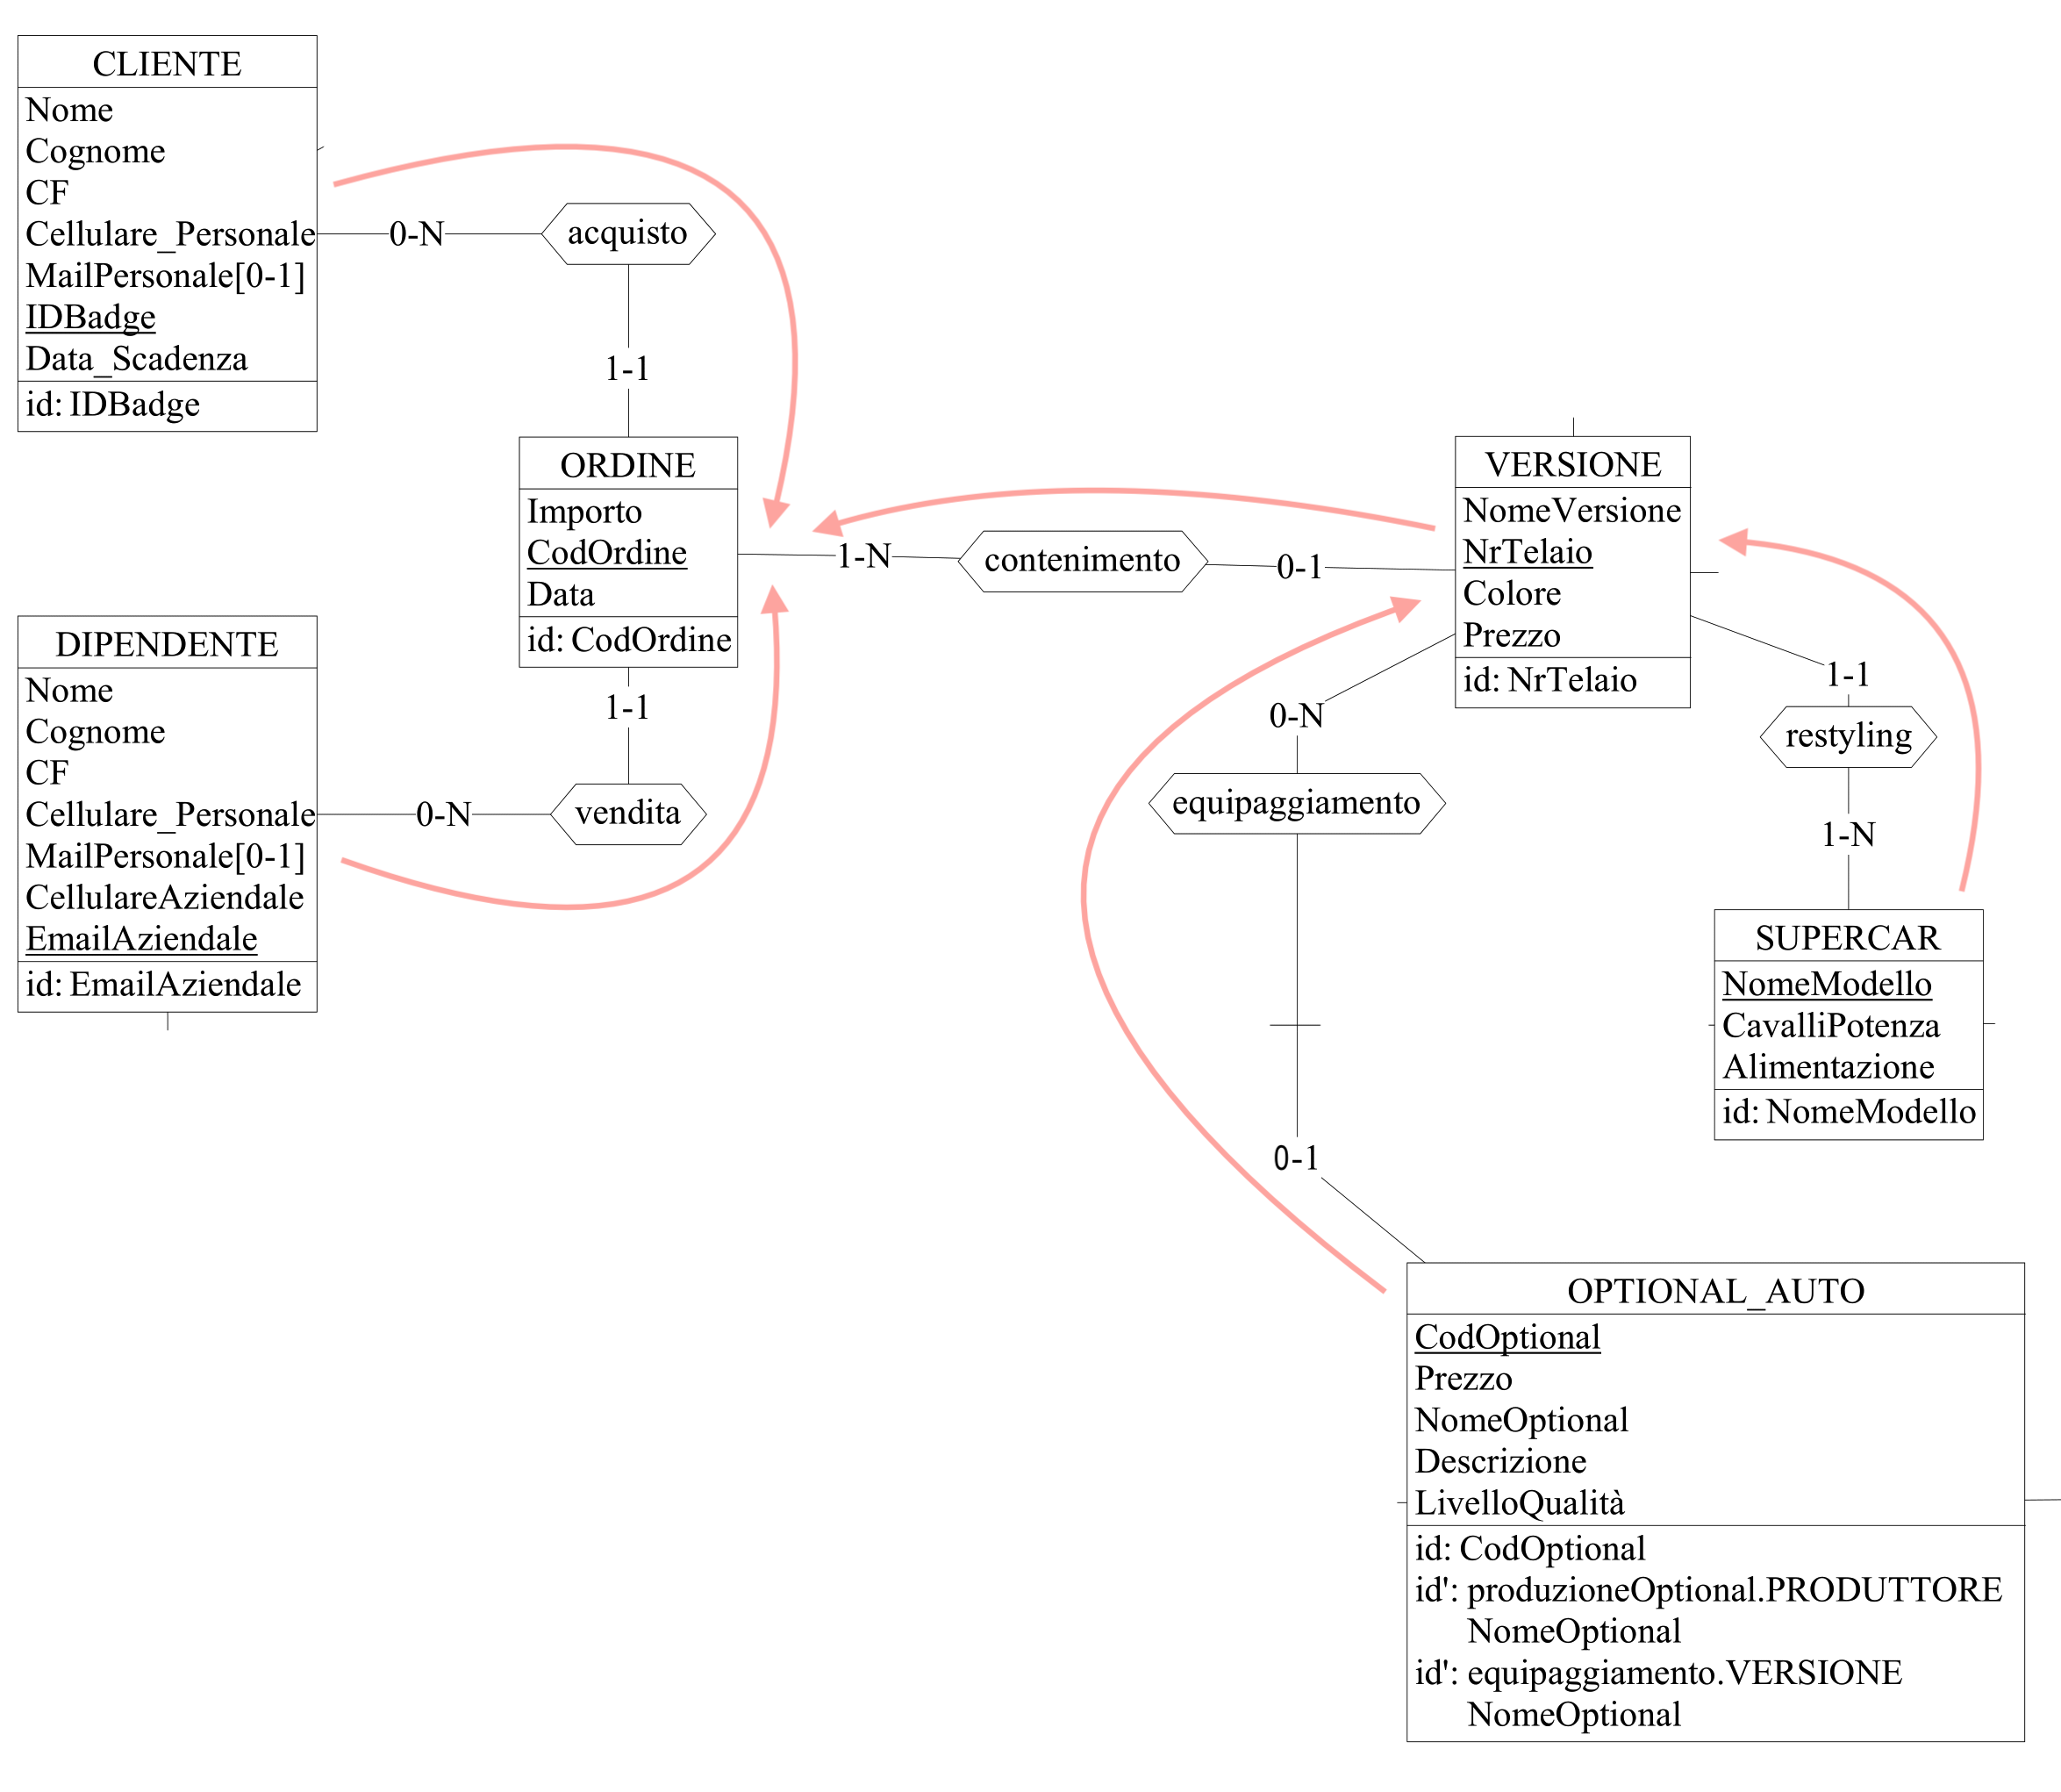 CLIENTE
Nome
Cognome
CF
Cellulare_Personale
MailPersonale[0-1]
IDBadge
Data_Scadenza
id: IDBadge
0-N
acquisto
1-1
ORDINE
Importo
CodOrdine
Data
id: CodOrdine
1-N
contenimento
0-1
VERSIONE
NomeVersione
NrTelaio
Colore
Prezzo
id: NrTelaio
DIPENDENTE
Nome
Cognome
CF
Cellulare_Personale
MailPersonale[0-1]
CellulareAziendale
EmailAziendale
id: EmailAziendale
0-N
vendita
1-1
0-N
equipaggiamento
0-1
1-1
restyling
1-N
SUPERCAR
NomeModello
CavalliPotenza
Alimentazione
id: NomeModello
OPTIONAL_AUTO
CodOptional
Prezzo
NomeOptional
Descrizione
LivelloQualità
id: CodOptional
id': produzioneOptional.PRODUTTORE
NomeOptional
id': equipaggiamento.VERSIONE
NomeOptional